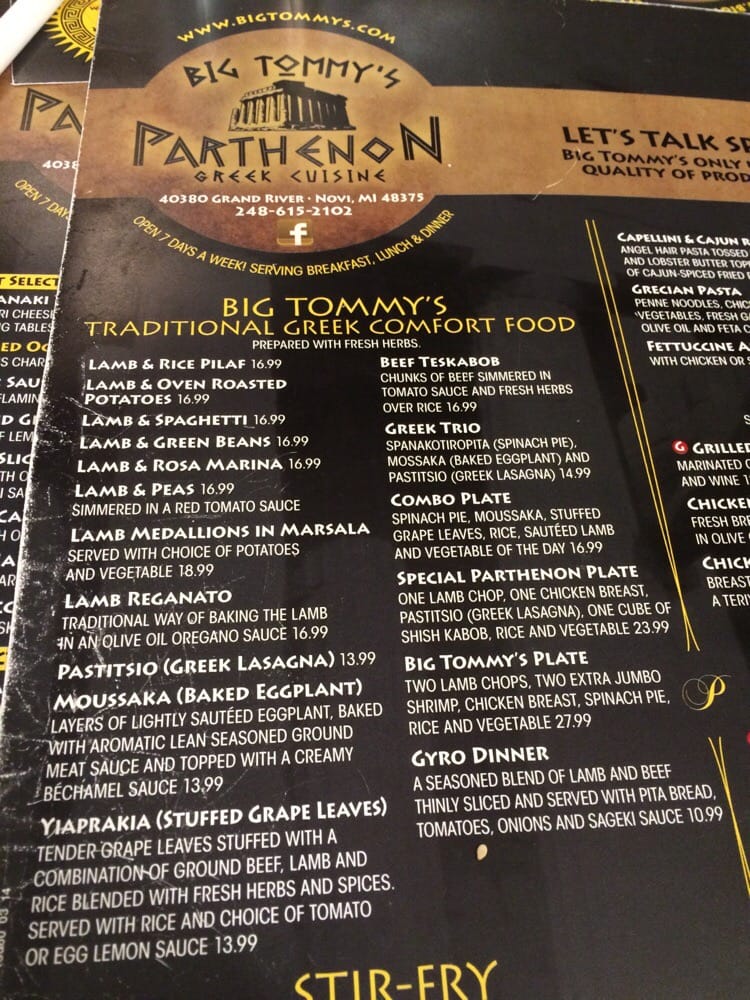 www.bigtommys.com
BIG TOMMY'S
PARTHENON
GREEK CUISINE
40380 GRAND RIVER · NOVI, MI 48375
248-615-2102
f
OPEN 7 DAYS A WEEK! SERVING BREAKFAST, LUNCH & DINNER
LET'S TALK
BIG TOMMY'S ONLY
QUALITY OF
BIG TOMMY'S
TRADITIONAL GREEK COMFORT FOOD
PREPARED WITH FRESH HERBS.
LAMB & RICE PILAF 16.99
LAMB & OVEN ROASTED
POTATOES 16.99
LAMB & SPAGHETTI 16.99
LAMB & GREEN BEANS 16.99
LAMB & ROSA MARINA 16.99
LAMB & PEAS 16.99
SIMMERED IN A RED TOMATO SAUCE
LAMB MEDALLIONS IN MARSALA
SERVED WITH CHOICE OF POTATOES
AND VEGETABLE 18.99
LAMB REGANATO
TRADITIONAL WAY OF BAKING THE LAMB
IN AN OLIVE OIL OREGANO SAUCE 16.99
PASTITSIO (GREEK LASAGNA) 13.99
MOUSSAKA (BAKED EGGPLANT)
LAYERS OF LIGHTLY SAUTÉED EGGPLANT, BAKED
WITH AROMATIC LEAN SEASONED GROUND
MEAT SAUCE AND TOPPED WITH A CREAMY
BÉCHAMEL SAUCE 13.99
YIAPRAKIA (STUFFED GRAPE LEAVES)
TENDER GRAPE LEAVES STUFFED WITH A
COMBINATION OF GROUND BEEF, LAMB AND
RICE BLENDED WITH FRESH HERBS AND SPICES.
SERVED WITH RICE AND CHOICE OF TOMATO
OR EGG LEMON SAUCE 13.99
BEEF TESKABOB
CHUNKS OF BEEF SIMMERED IN
TOMATO SAUCE AND FRESH HERBS
OVER RICE 16.99
GREEK TRIO
SPANAKOTIROPITA (SPINACH PIE),
MOSSAKA (BAKED EGGPLANT) AND
PASTITSIO (GREEK LASAGNA) 14.99
COMBO PLATE
SPINACH PIE, MOUSSAKA, STUFFED
GRAPE LEAVES, RICE, SAUTÉED LAMB
AND VEGETABLE OF THE DAY 16.99
SPECIAL PARTHENON PLATE
ONE LAMB CHOP, ONE CHICKEN BREAST,
PASTITSIO (GREEK LASAGNA), ONE CUBE OF
SHISH KABOB, RICE AND VEGETABLE 23.99
BIG TOMMY'S PLATE
TWO LAMB CHOPS, TWO EXTRA JUMBO
SHRIMP, CHICKEN BREAST, SPINACH PIE,
RICE AND VEGETABLE 27.99
GYRO DINNER
A SEASONED BLEND OF LAMB AND BEEF
THINLY SLICED AND SERVED WITH PITA BREAD,
TOMATOES, ONIONS AND SAGEKI SAUCE 10.99
STIR-FRY
CAPELLINI & CAJUN
ANGEL HAIR PASTA TOSSED
AND LOBSTER BUTTER
OF CAJUN-SPICED FRIED
GRECIAN PASTA
PENNE NOODLES,
VEGETABLES, FRESH
OLIVE OIL AND FETA
FETTUCCINE
WITH CHICKEN OR
G GRILLED
MARINATED
AND WINE
CHICKEN
FRESH
IN OLIVE
BREAST
A
P
OPEN 7